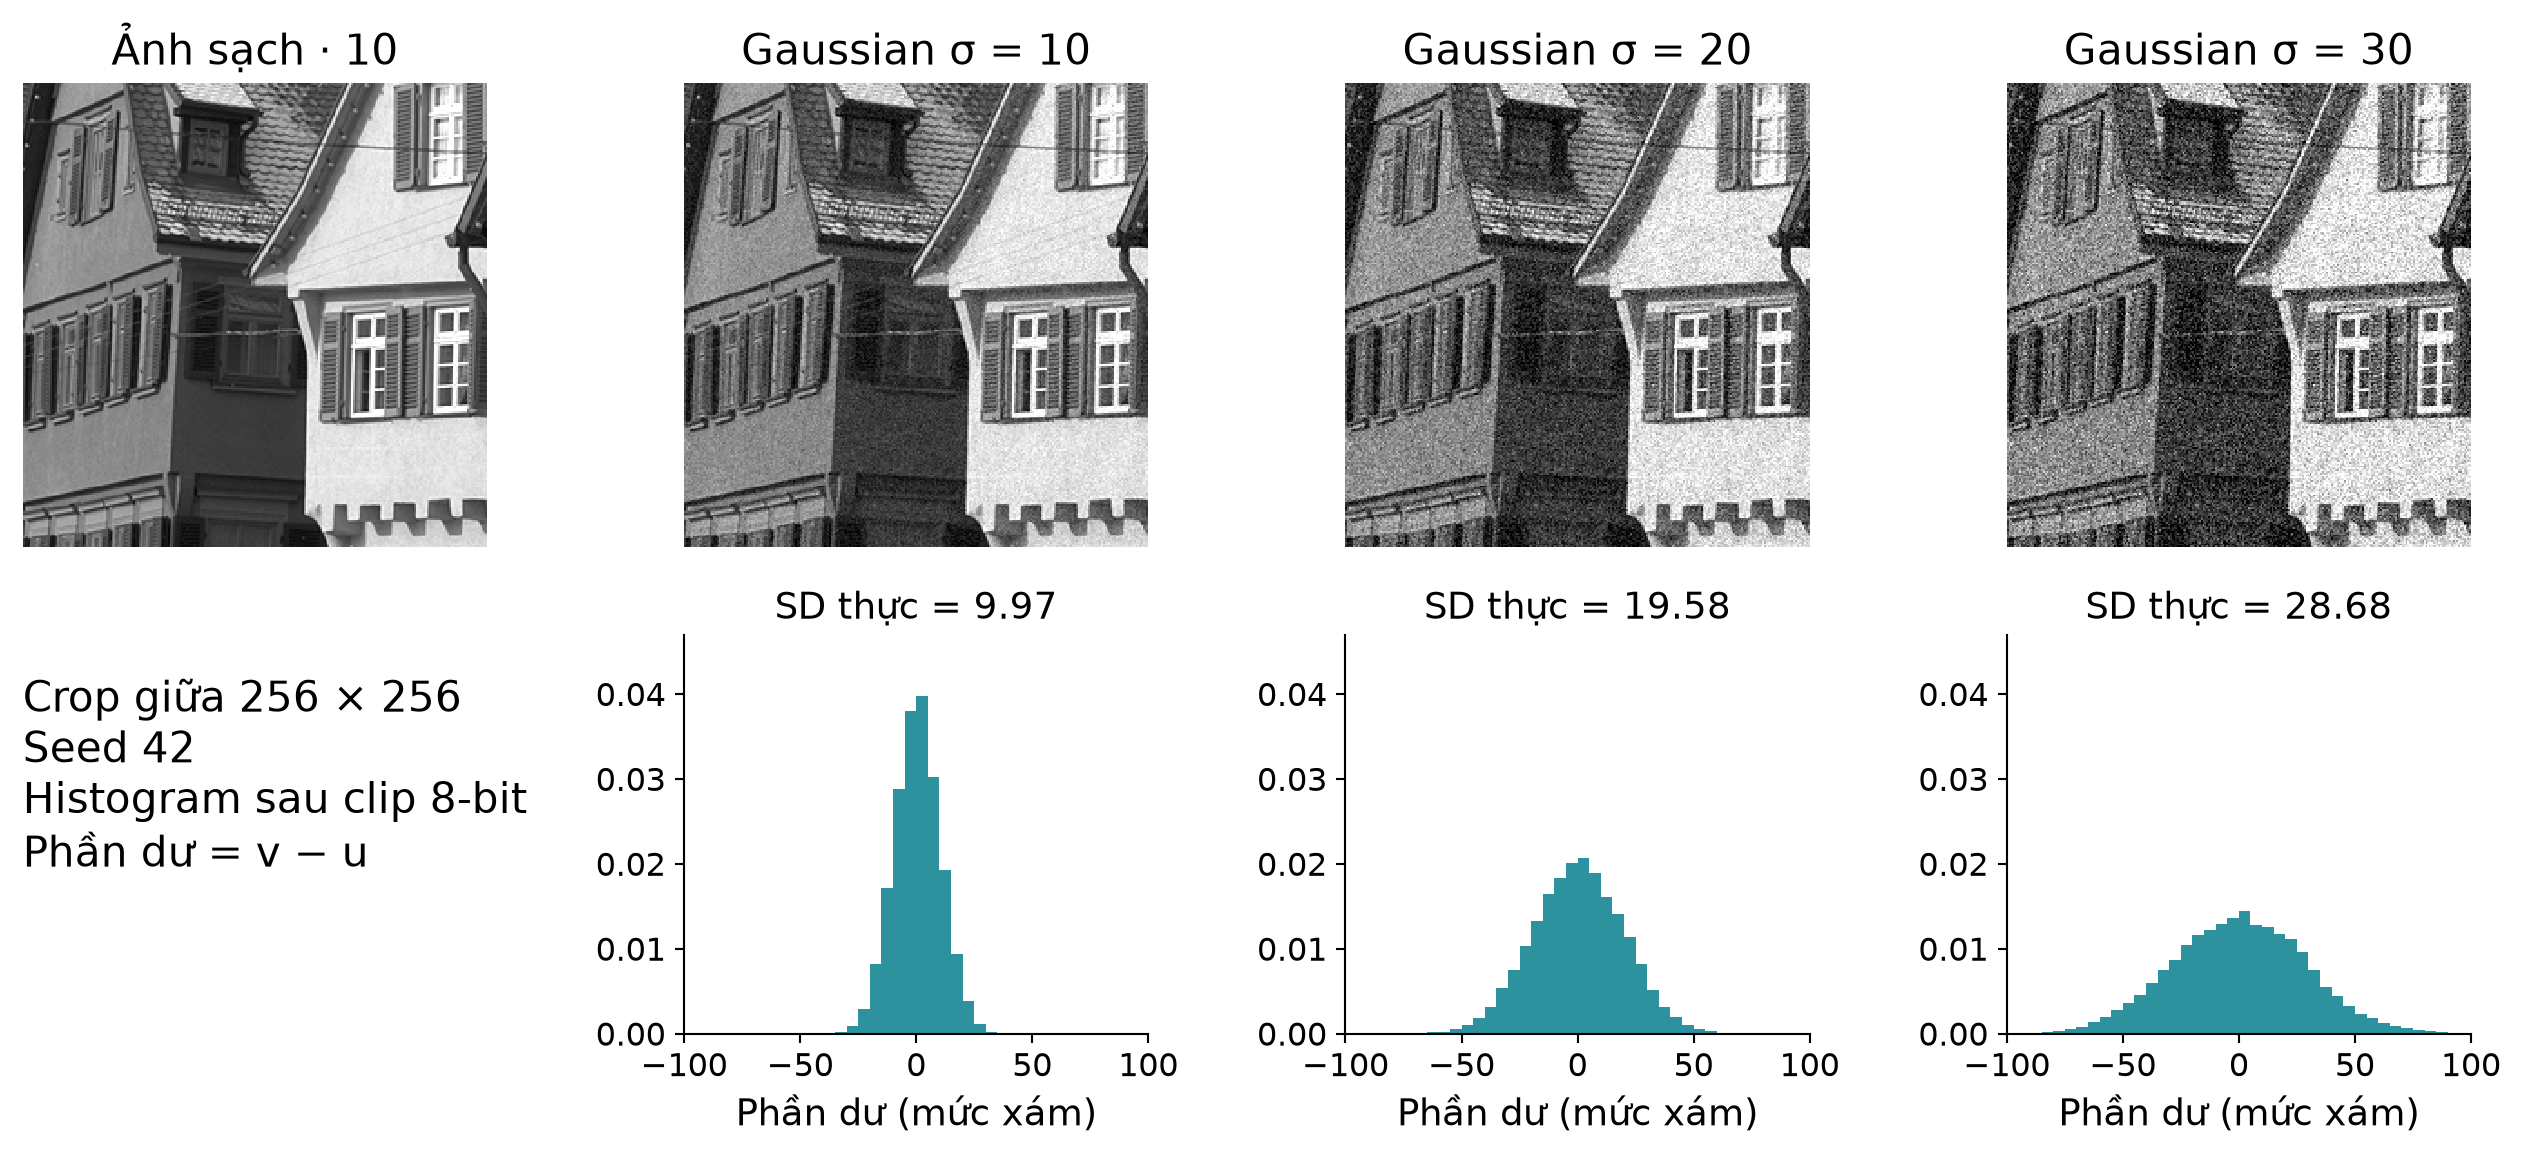 Ảnh sạch · 10
Gaussian σ = 10
Gaussian σ = 20
Gaussian σ = 30
Crop giữa 256 × 256
Seed 42
Histogram sau clip 8-bit
Phần dư = v − u
SD thực = 9.97
0.04
0.03
0.02
0.01
0.00
−100
−50
0
50
100
Phần dư (mức xám)
SD thực = 19.58
0.04
0.03
0.02
0.01
0.00
−100
−50
0
50
100
Phần dư (mức xám)
SD thực = 28.68
0.04
0.03
0.02
0.01
0.00
−100
−50
0
50
100
Phần dư (mức xám)